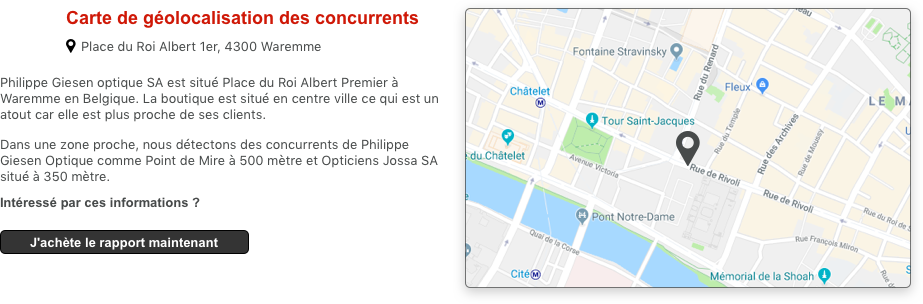 Carte de géolocalisation des concurrents
Place du Roi Albert 1er, 4300 Waremme
Philippe Giesen optique SA est situé Place du Roi Albert Premier à
Waremme en Belgique. La boutique est situé en centre ville ce qui est un
atout car elle est plus proche de ses clients.
Dans une zone proche, nous détectons des concurrents de Philippe
Giesen Optique comme Point de Mire à 500 mètre et Opticiens Jossa SA
situé à 350 mètre.
Intéressé par ces informations ?
J'achète le rapport maintenant
Fontaine Stravinsky
Rue du Renard
Fleux'
Châtelet
LE MA
Tour Saint-Jacques
Rue du Temple
Rue des Archives
Rue de Moussy
é du Châtelet
Avenue Victoria
Rue de Rivoli
Rue de Rivoli
Rue du Roi de S
Pont Notre-Dame
Quai de la Corse
Rue François Miron
Cité
Mémorial de la Shoah